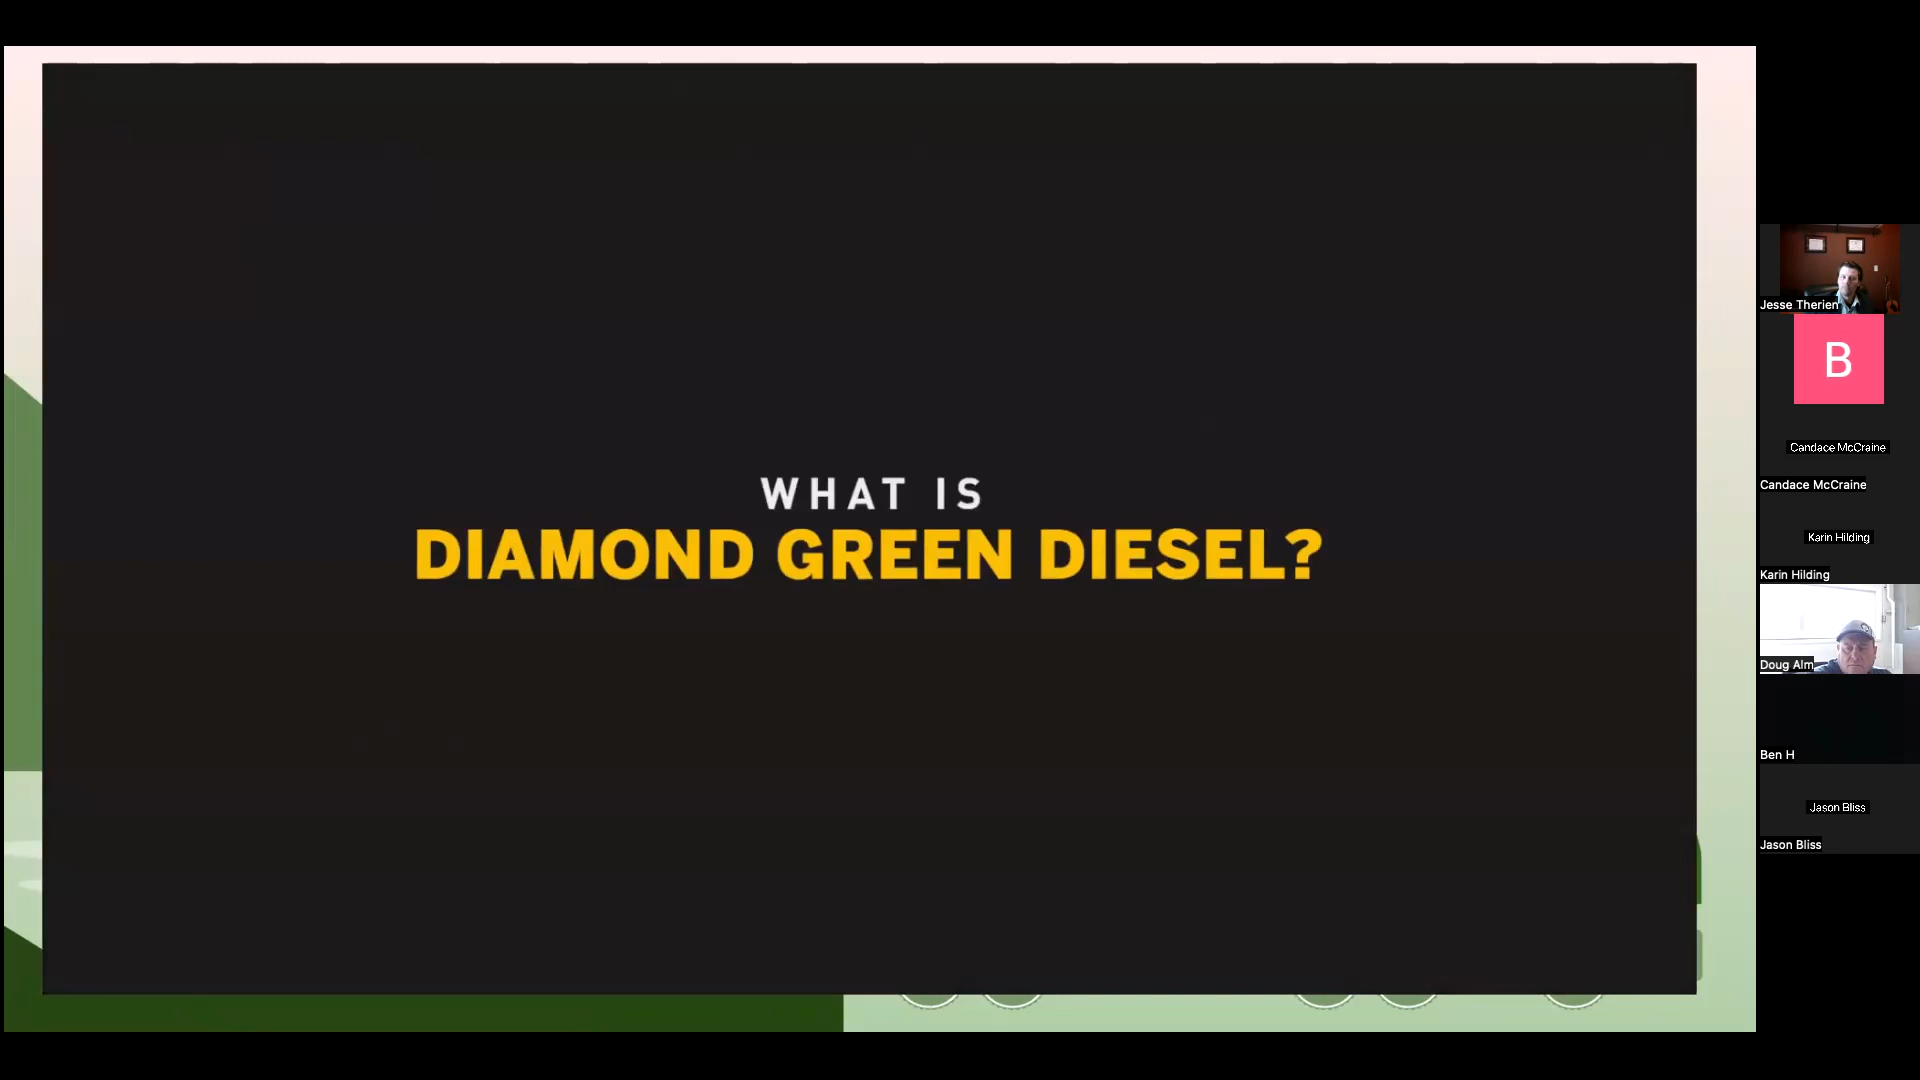 WHAT IS
DIAMOND GREEN DIESEL?
Jesse Therien
B
Candace McCraine
Candace McCraine
Karin Hilding
Karin Hilding
Doug Alm
Ben H
Jason Bliss
Jason Bliss